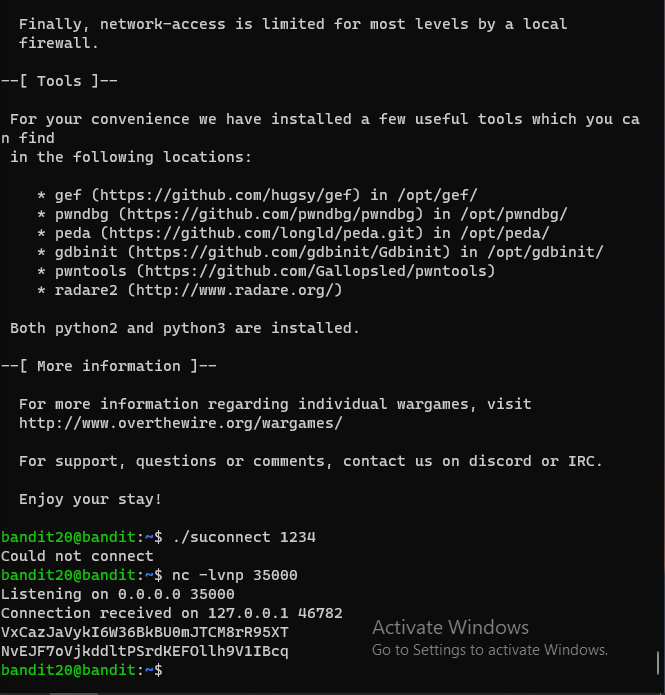 Finally, network-access is limited for most levels by a local
firewall.
--[ Tools ]--
For your convenience we have installed a few useful tools which you ca
n find
in the following locations:
* gef (https://github.com/hugsy/gef) in /opt/gef/
* pwndbg (https://github.com/pwndbg/pwndbg) in /opt/pwndbg/
* peda (https://github.com/longld/peda.git) in /opt/peda/
* gdbinit (https://github.com/gdbinit/Gdbinit) in /opt/gdbinit/
* pwntools (https://github.com/Gallopsled/pwntools)
* radare2 (http://www.radare.org/)
Both python2 and python3 are installed.
--[ More information ]--
For more information regarding individual wargames, visit
http://www.overthewire.org/wargames/
For support, questions or comments, contact us on discord or IRC.
Enjoy your stay!
bandit20@bandit:~$ ./suconnect 1234
Could not connect
bandit20@bandit:~$ nc -lvnp 35000
Listening on 0.0.0.0 35000
Connection received on 127.0.0.1 46782
VxCazJaVykI6W36BkBU0mJTCM8rR95XT
NvEJF7oVjkddltPSrdKEFOllh9V1IBcq
bandit20@bandit:~$
Activate Windows
Go to Settings to activate Windows.